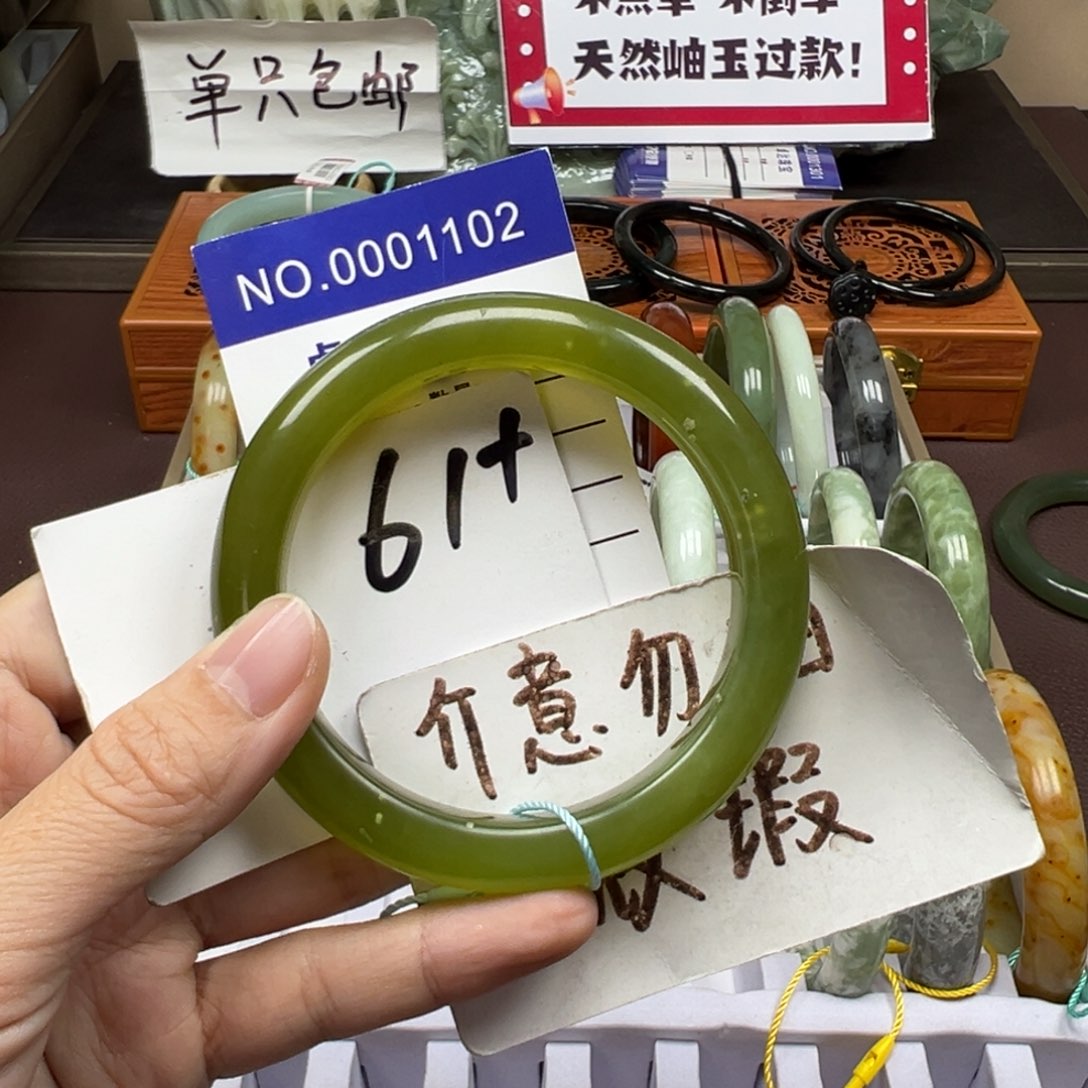 单只包邮
天然岫玉过款!
NO.0001102
61+
介意勿
瑕